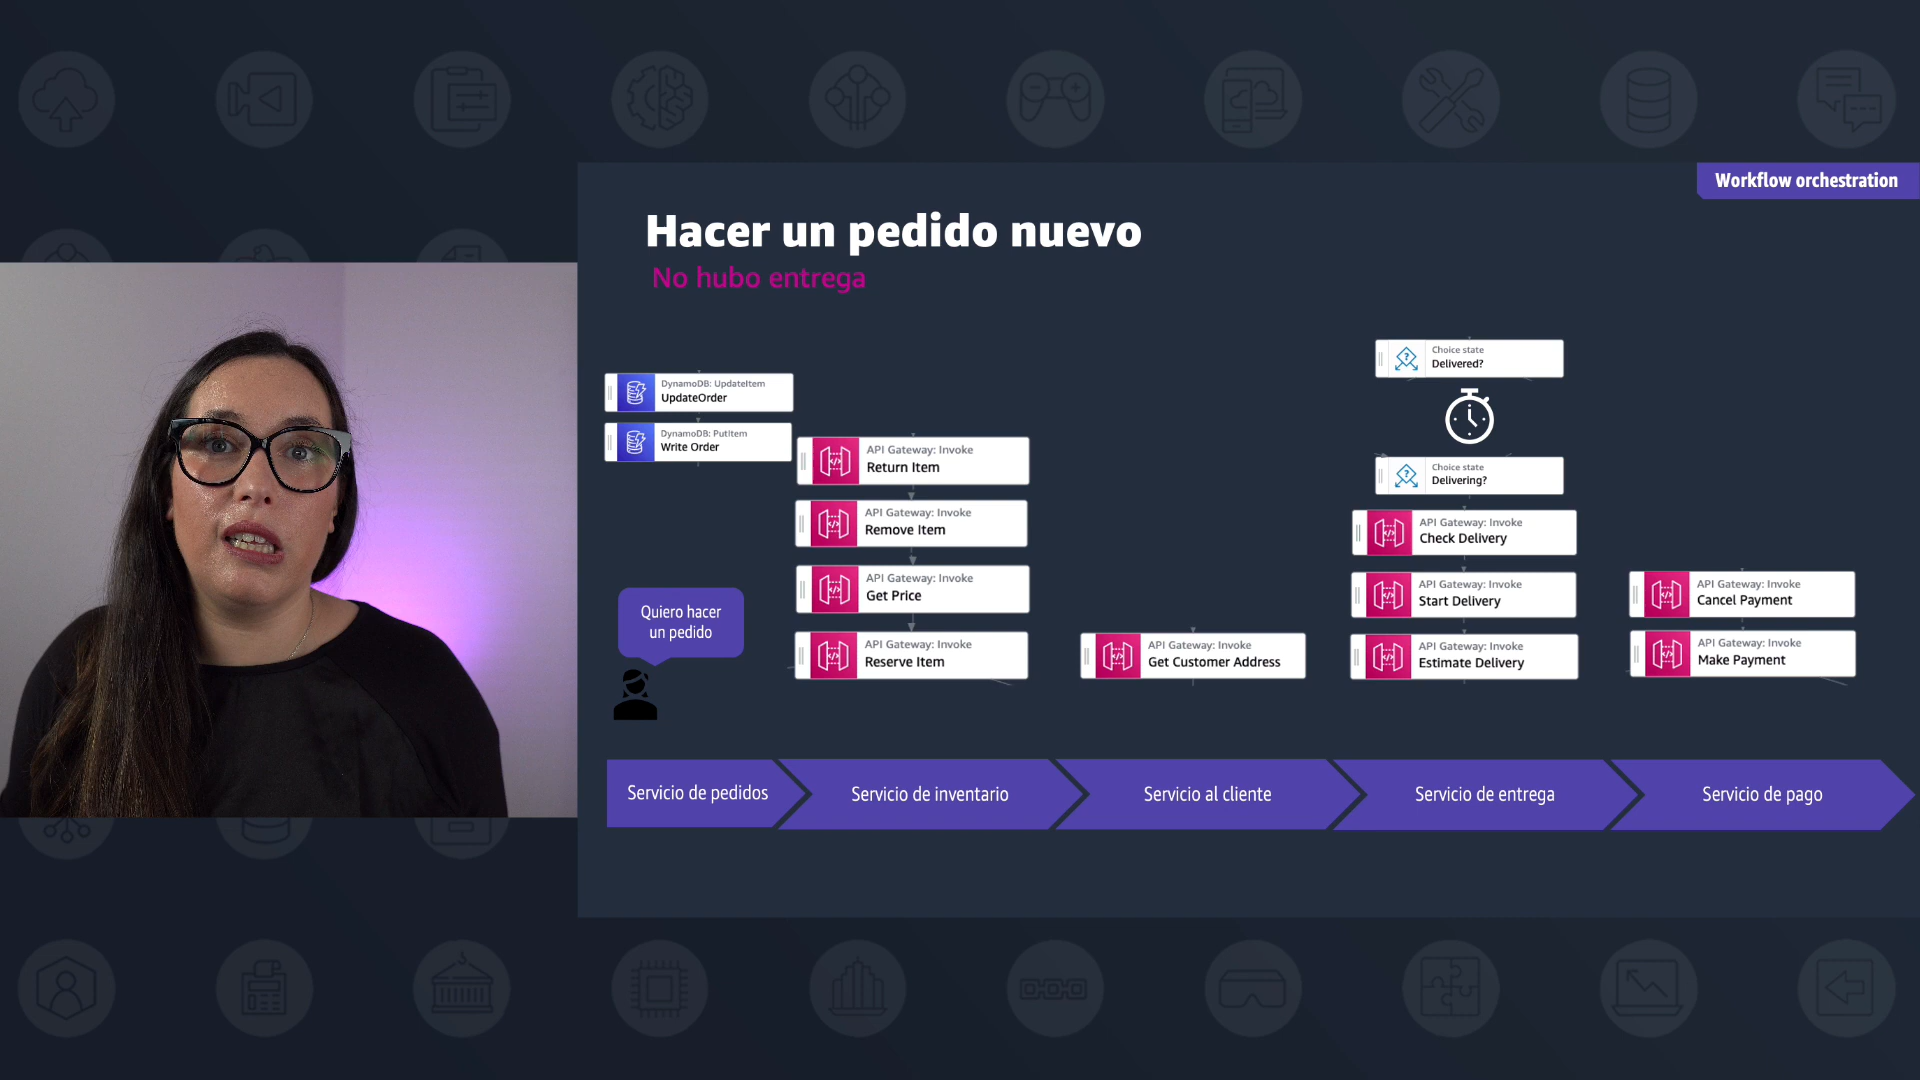 Workflow orchestration
Hacer un pedido nuevo
No hubo entrega
DynamoDB: UpdateItem
UpdateOrder
DynamoDB: PutItem
Write Order
Quiero hacer
un pedido
API Gateway: Invoke
Return Item
API Gateway: Invoke
Remove Item
API Gateway: Invoke
Get Price
API Gateway: Invoke
Reserve Item
API Gateway: Invoke
Get Customer Address
Choice state
Delivered?
Choice state
Delivering?
API Gateway: Invoke
Check Delivery
API Gateway: Invoke
Start Delivery
API Gateway: Invoke
Estimate Delivery
API Gateway: Invoke
Cancel Payment
API Gateway: Invoke
Make Payment
Servicio de pedidos
Servicio de inventario
Servicio al cliente
Servicio de entrega
Servicio de pago